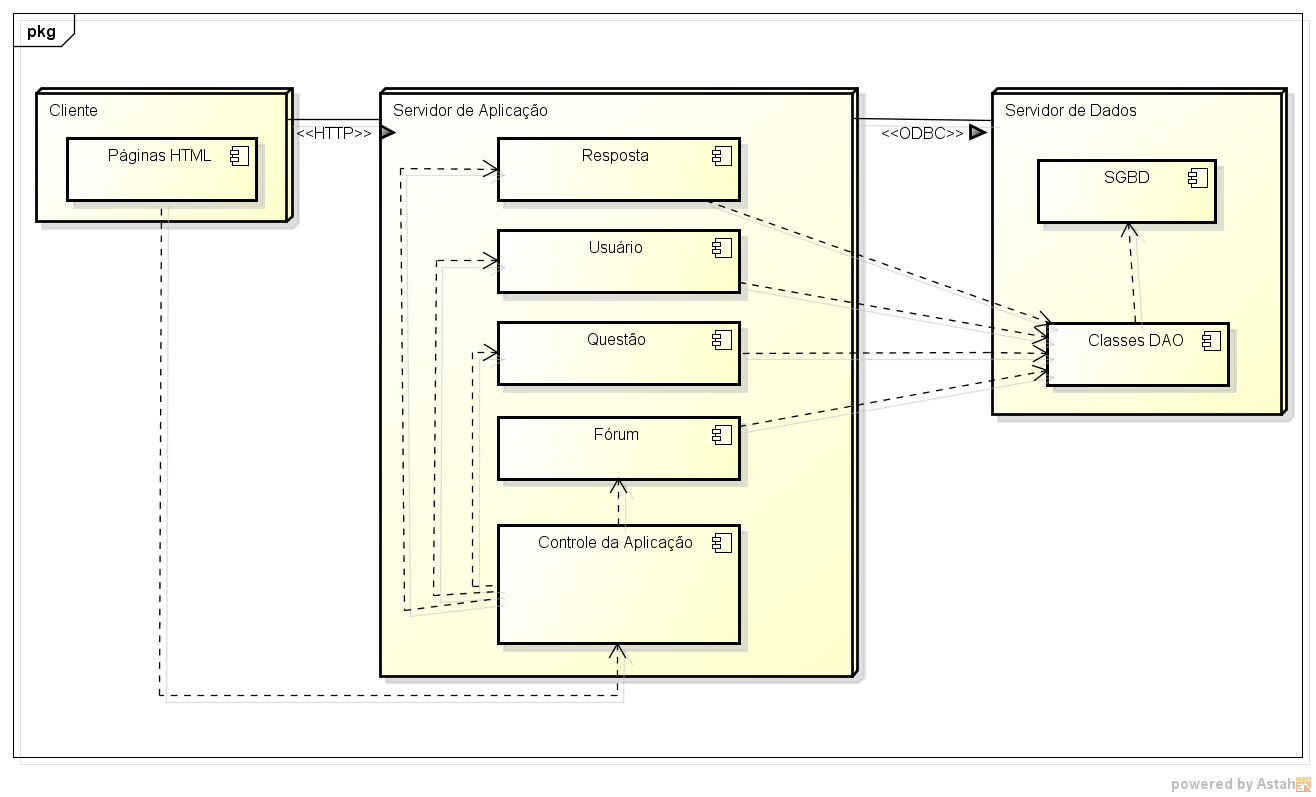 pkg
Cliente
Páginas HTML
<<HTTP>>
Servidor de Aplicação
Resposta
Usuário
Questão
Fórum
Controle da Aplicação
<<ODBC>>
Servidor de Dados
SGBD
Classes DAO
powered by Astah